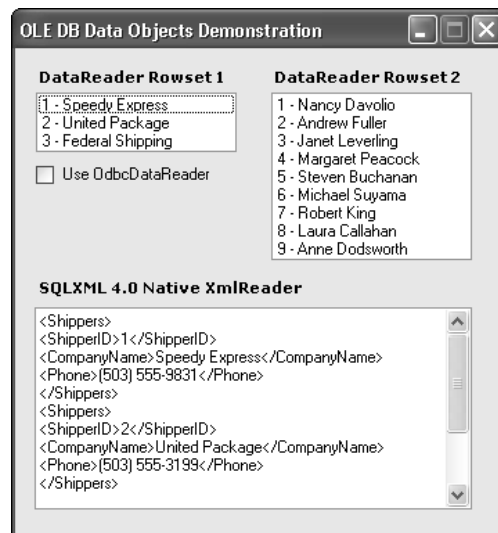 OLE DB Data Objects Demonstration
DataReader Rowset 1
1 - Speedy Express
2 - United Package
3 - Federal Shipping
Use OdbcDataReader
DataReader Rowset 2
1 - Nancy Davolio
2 - Andrew Fuller
3 - Janet Leverling
4 - Margaret Peacock
5 - Steven Buchanan
6 - Michael Suyama
7 - Robert King
8 - Laura Callahan
9 - Anne Dodsworth
SQLXML 4.0 Native XmlReader
<Shippers>
<ShipperID>1</ShipperID>
<CompanyName>Speedy Express</CompanyName>
<Phone>(503) 555-9831</Phone>
</Shippers>
<Shippers>
<ShipperID>2</ShipperID>
<CompanyName>United Package</CompanyName>
<Phone>(503) 555-3199</Phone>
</Shippers>